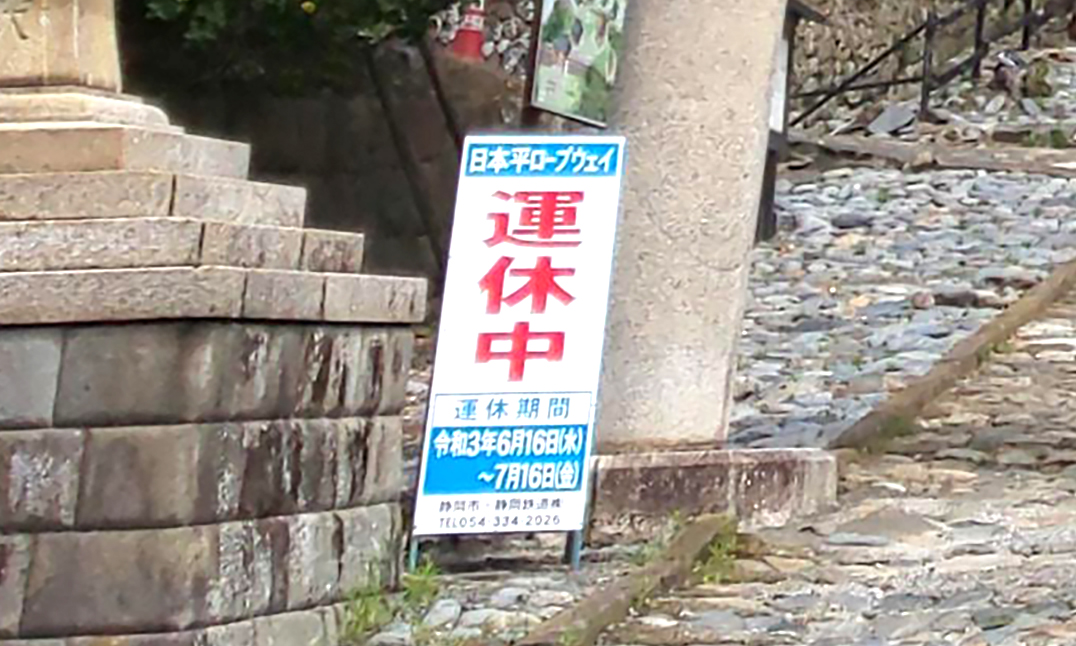 日本平ロープウェイ
運休中
運休期間
令和3年6月16日(水)
～7月16日(金)
静岡市・静岡鉄道㈱
TEL054-334-2026